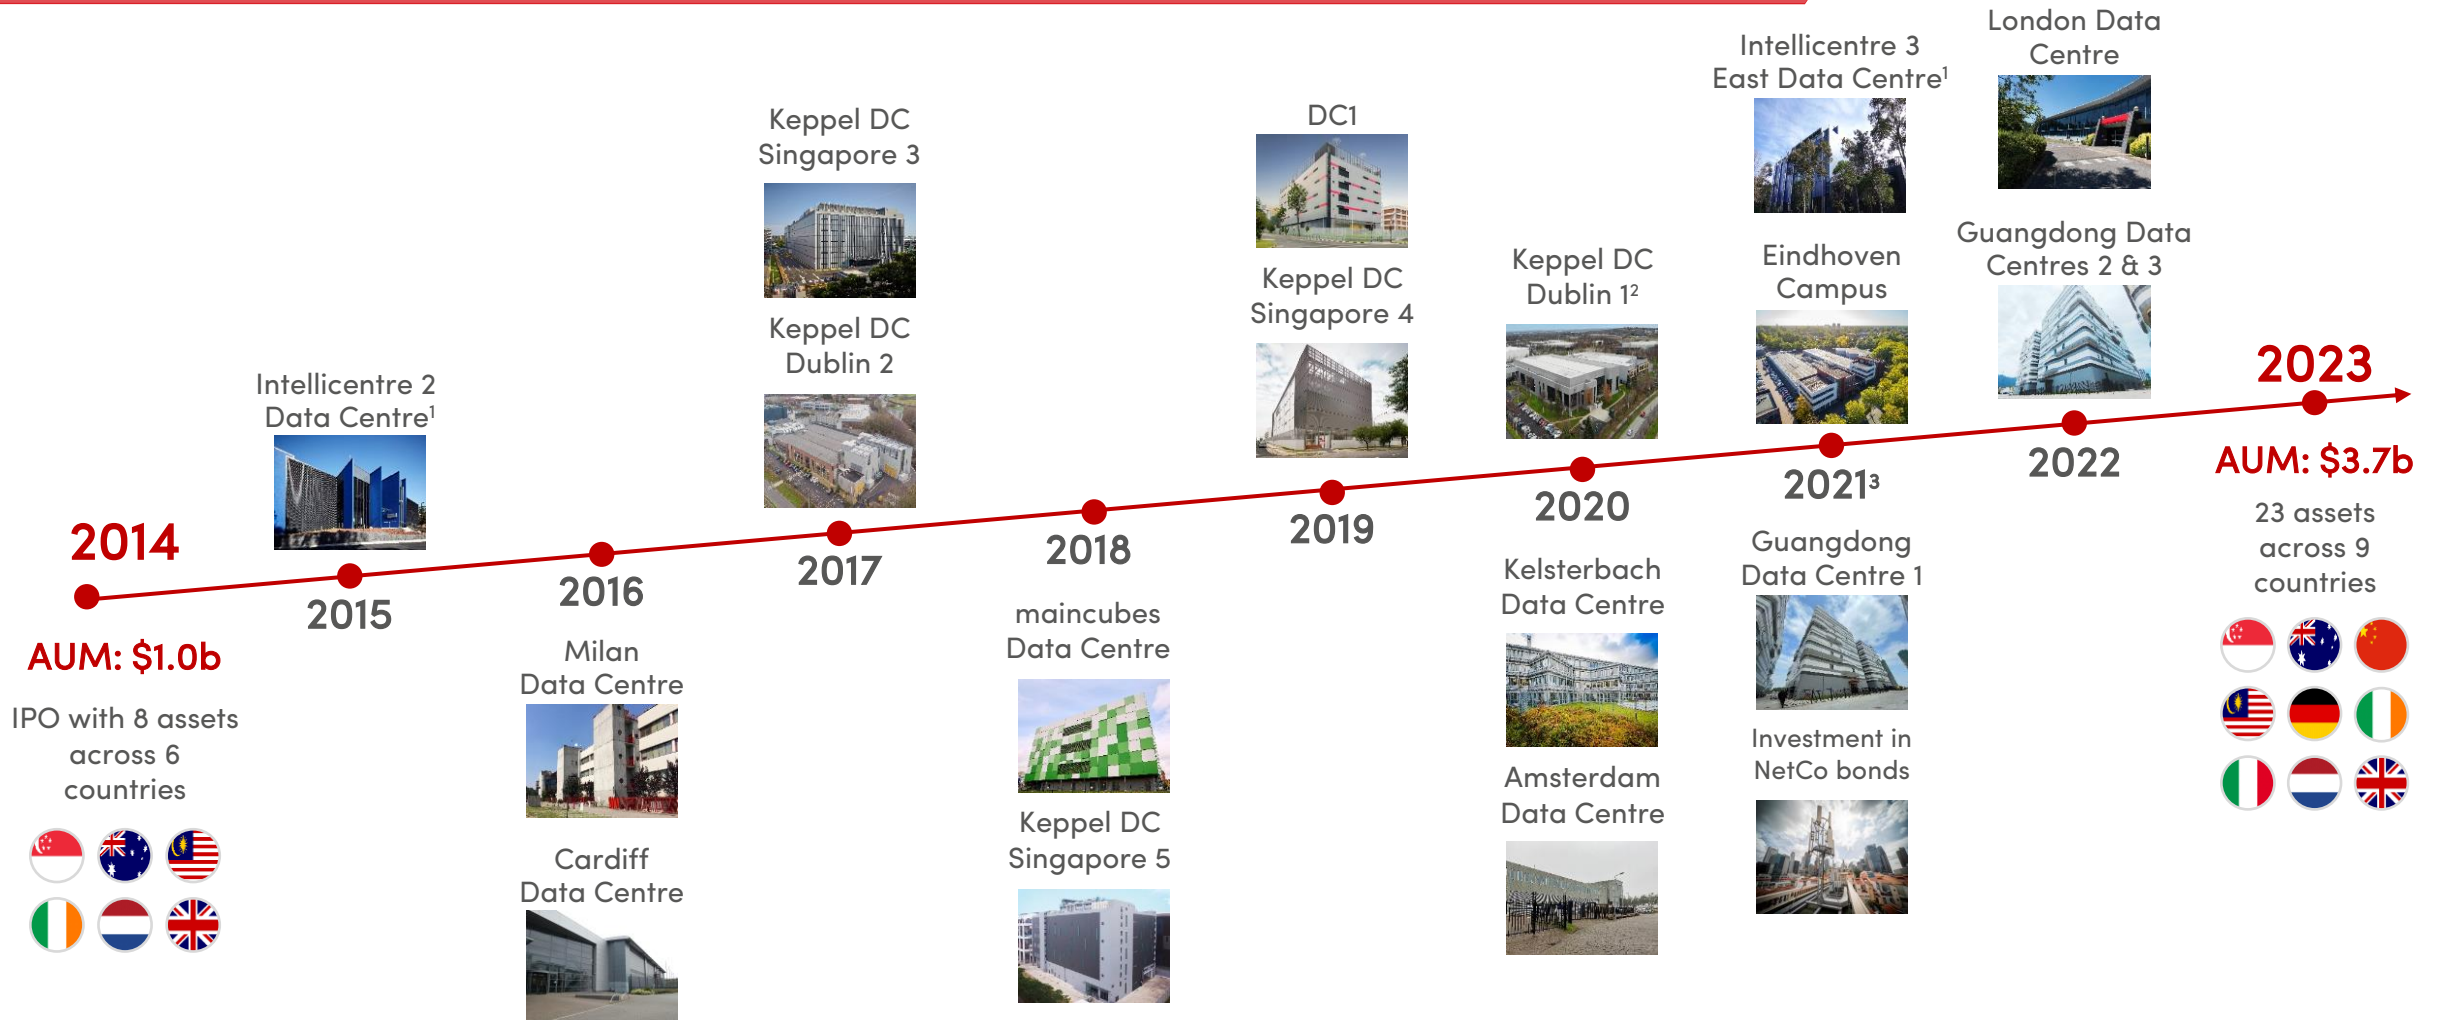 2014
AUM: $1.0b
IPO with 8 assets
across 6
countries
Intellicentre 2
Data Centre¹
2015
2016
Milan
Data Centre
Cardiff
Data Centre
Keppel DC
Singapore 3
Keppel DC
Dublin 2
2017
2018
maincubes
Data Centre
Keppel DC
Singapore 5
DC1
Keppel DC
Singapore 4
2019
Keppel DC
Dublin 1²
2020
Kelsterbach
Data Centre
Amsterdam
Data Centre
Intellicentre 3
East Data Centre¹
Eindhoven
Campus
2021³
Guangdong
Data Centre 1
Investment in
NetCo bonds
London Data
Centre
Guangdong Data
Centres 2 & 3
2022
2023
AUM: $3.7b
23 assets
across 9
countries